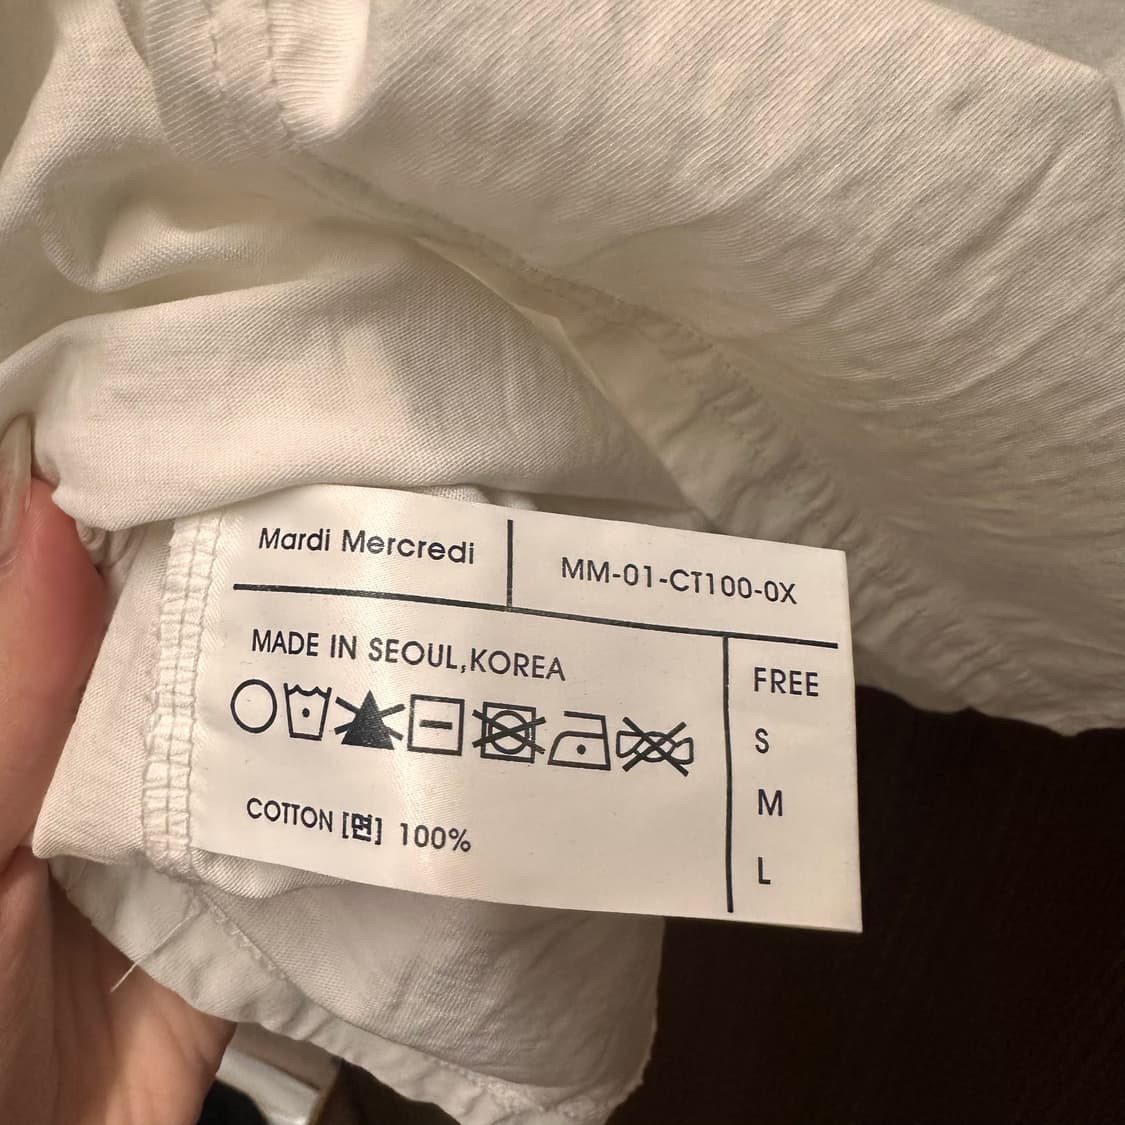 Mardi Mercredi
MM-01-CT100-0X
MADE IN SEOUL,KOREA
COTTON [면] 100%
FREE
S
M
L